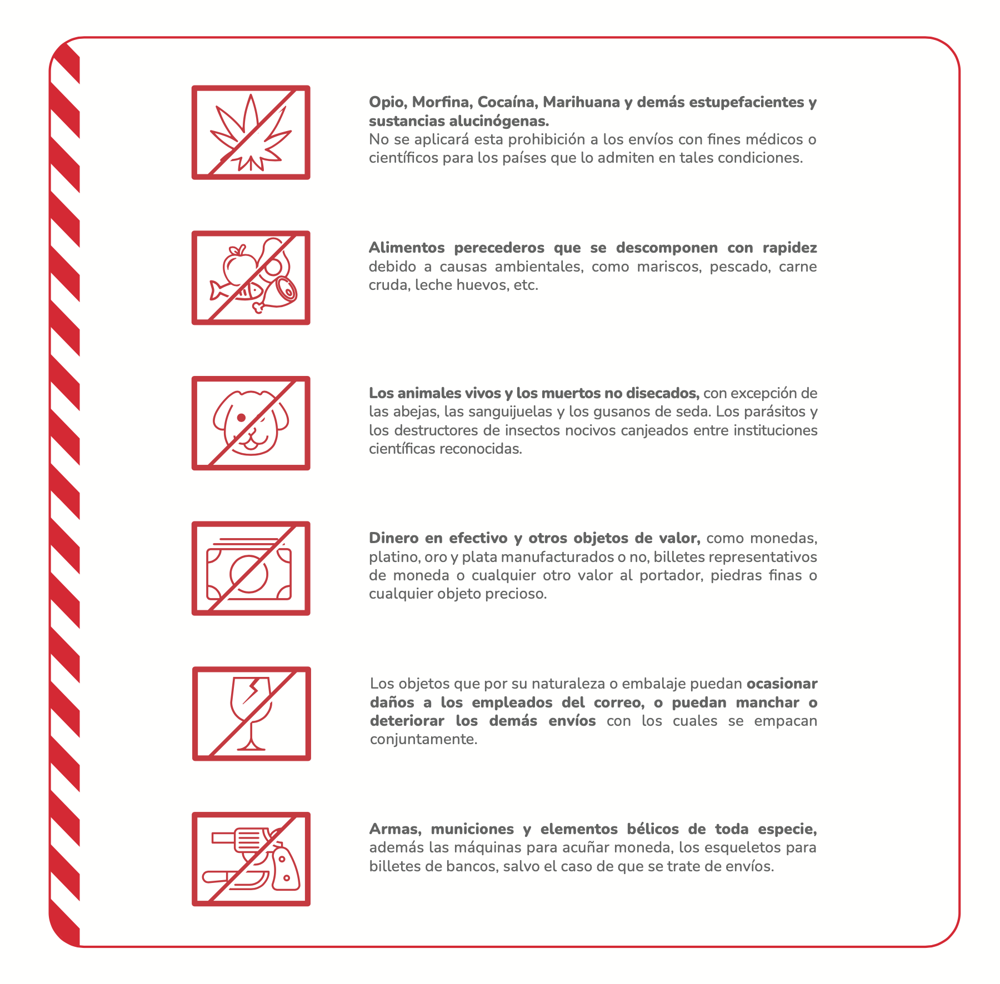 Opio, Morfina, Cocaína, Marihuana y demás estupefacientes y
sustancias alucinógenas.
No se aplicará esta prohibición a los envíos con fines médicos o
científicos para los países que lo admiten en tales condiciones.
Alimentos perecederos que se descomponen con rapidez
debido a causas ambientales, como mariscos, pescado, carne
cruda, leche huevos, etc.
Los animales vivos y los muertos no disecados, con excepción de
las abejas, las sanguijuelas y los gusanos de seda. Los parásitos y
los destructores de insectos nocivos canjeados entre instituciones
científicas reconocidas.
Dinero en efectivo y otros objetos de valor, como monedas,
platino, oro y plata manufacturados o no, billetes representativos
de moneda o cualquier otro valor al portador, piedras finas o
cualquier objeto precioso.
Los objetos que por su naturaleza o embalaje puedan ocasionar
daños a los empleados del correo, o puedan manchar o
deteriorar los demás envíos con los cuales se empacan
conjuntamente.
Armas, municiones y elementos bélicos de toda especie,
además las máquinas para acuñar moneda, los esqueletos para
billetes de bancos, salvo el caso de que se trate de envíos.